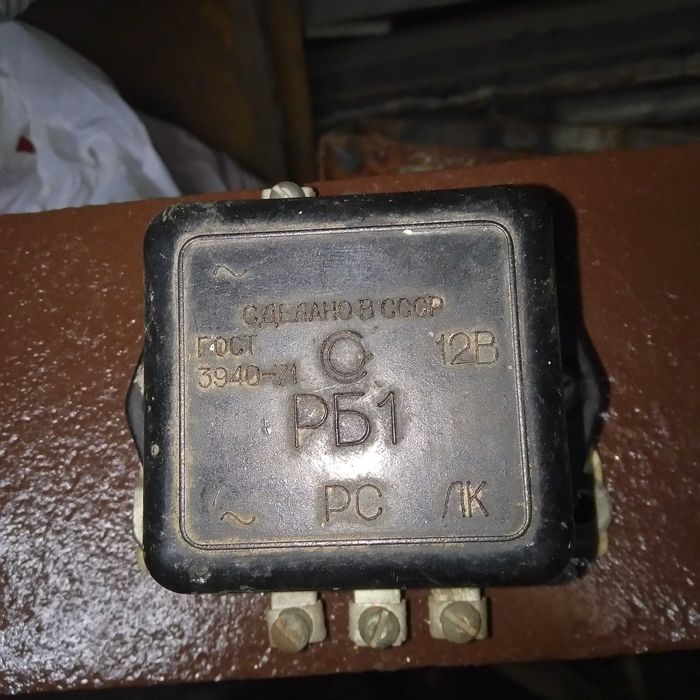 ~
СДЕЛАНО В СССР
ГОСТ
3940-71
12В
РБ1
~
РС
ЛК